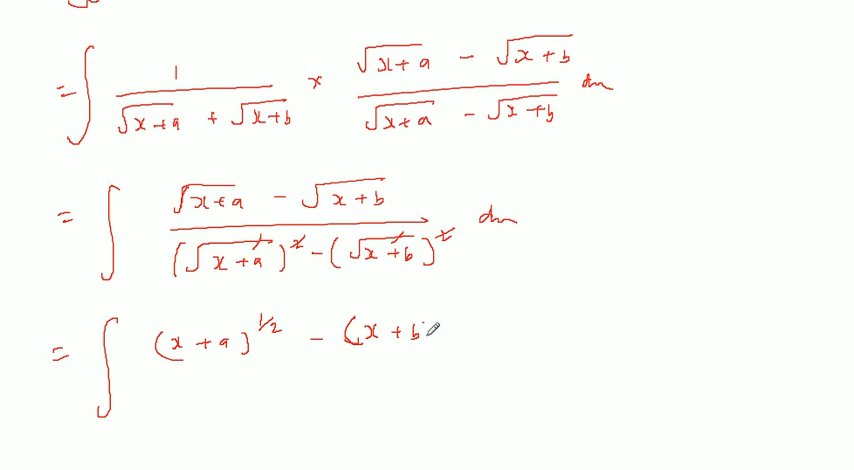 = ∫ 1/(√(x+a) + √(x+b)) × (√(x+a) - √(x+b))/(√(x+a) - √(x+b)) dx
= ∫ (√(x+a) - √(x+b))/((√(x+a))² - (√(x+b))²) dx
= ∫ (x+a)^1/2 - (x+b